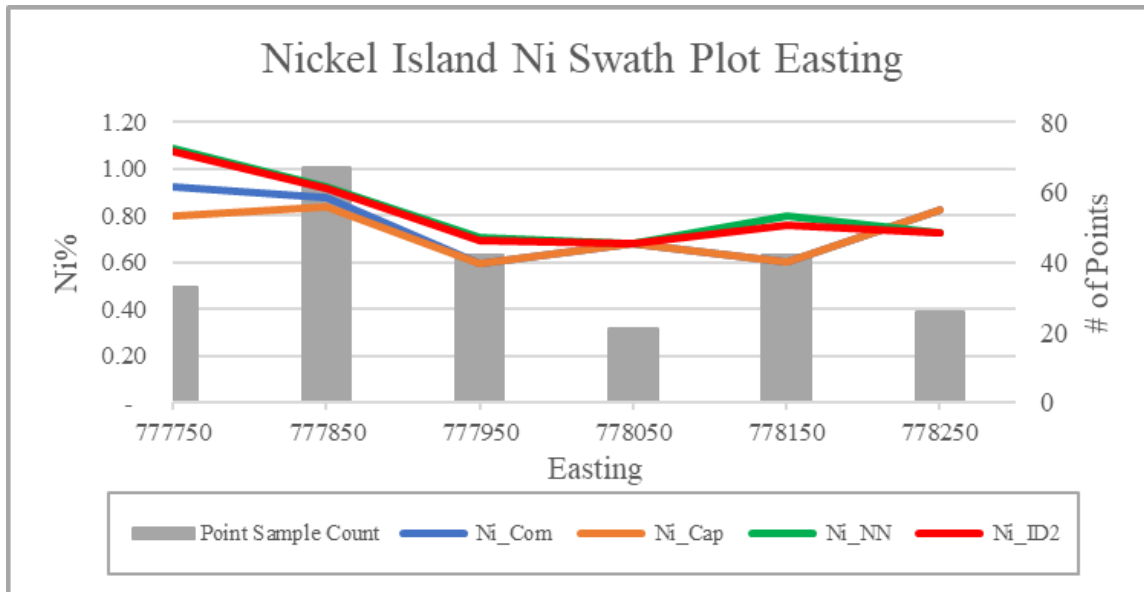 Nickel Island Ni Swath Plot Easting
1.20
1.00
0.80
0.60
0.40
0.20
-
Ni%
80
60
40
20
0
# of Points
777750 777850 777950 778050 778150 778250
Easting
Point Sample Count Ni_Com Ni_Cap Ni_NN Ni_ID2